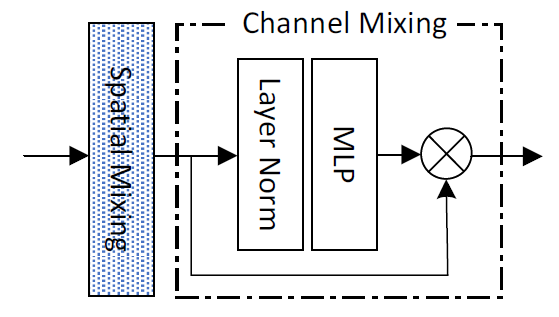 Channel Mixing
Spatial Mixing
Layer Norm
MLP